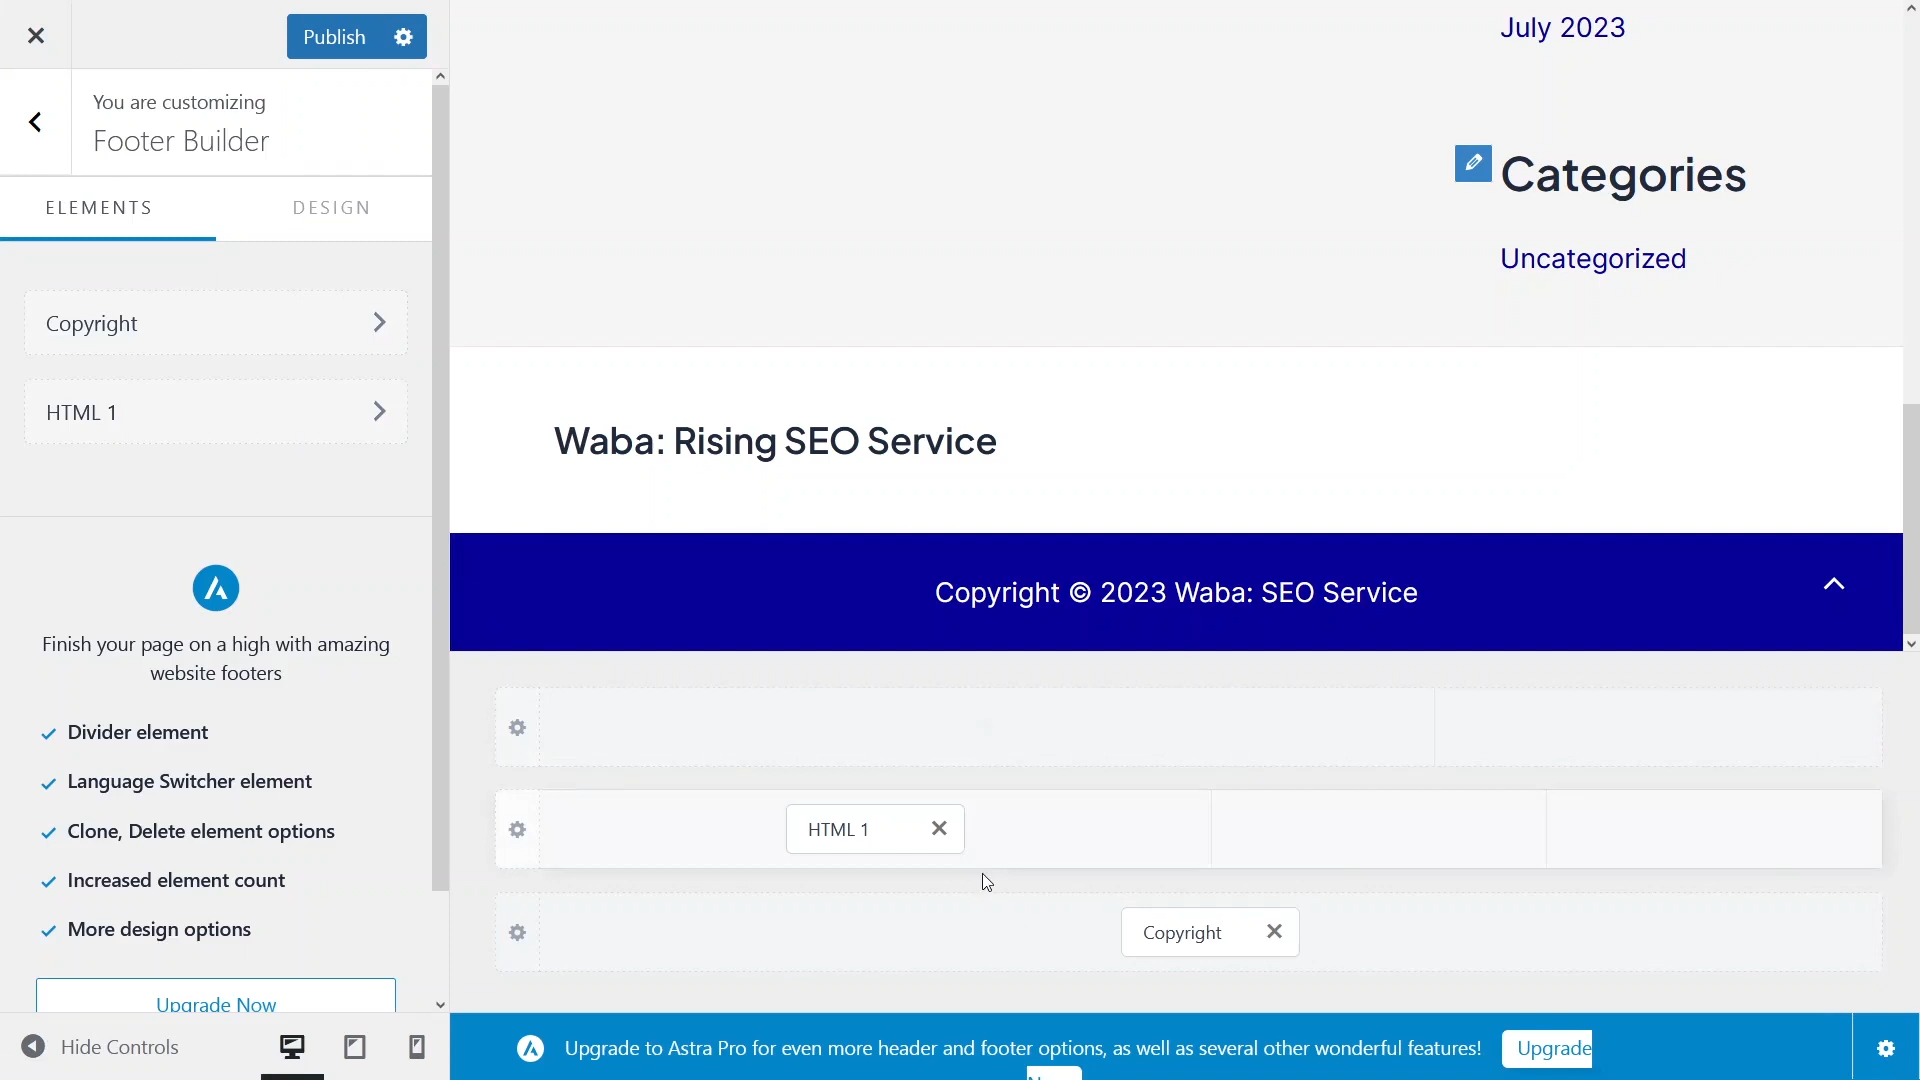 Publish
You are customizing
Footer Builder
ELEMENTS
DESIGN
Copyright
HTML 1
Finish your page on a high with amazing
website footers
Divider element
Language Switcher element
Clone, Delete element options
Increased element count
More design options
Upgrade Now
Hide Controls
July 2023
Categories
Uncategorized
Waba: Rising SEO Service
Copyright © 2023 Waba: SEO Service
HTML 1
Copyright
Upgrade to Astra Pro for even more header and footer options, as well as several other wonderful features!
Upgrade